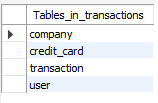 Tables_in_transactions
company
credit_card
transaction
user